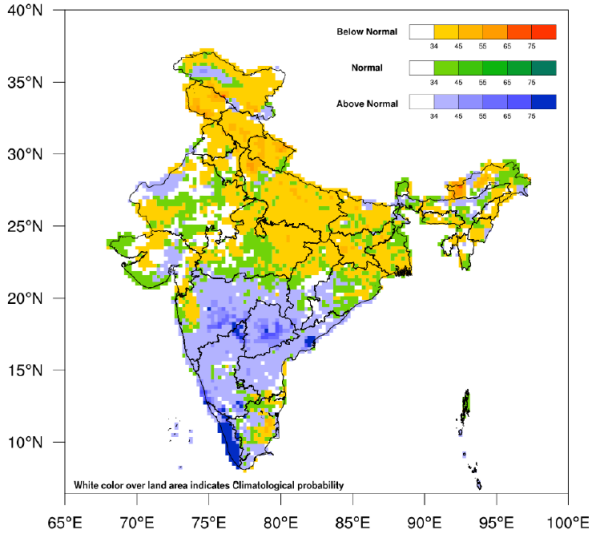 40°N
35°N
30°N
25°N
20°N
15°N
10°N
Below Normal
34 45 55 65 75
Normal
34 45 55 65 75
Above Normal
34 45 55 65 75
White color over land area indicates Climatological probability
65°E 70°E 75°E 80°E 85°E 90°E 95°E 100°E